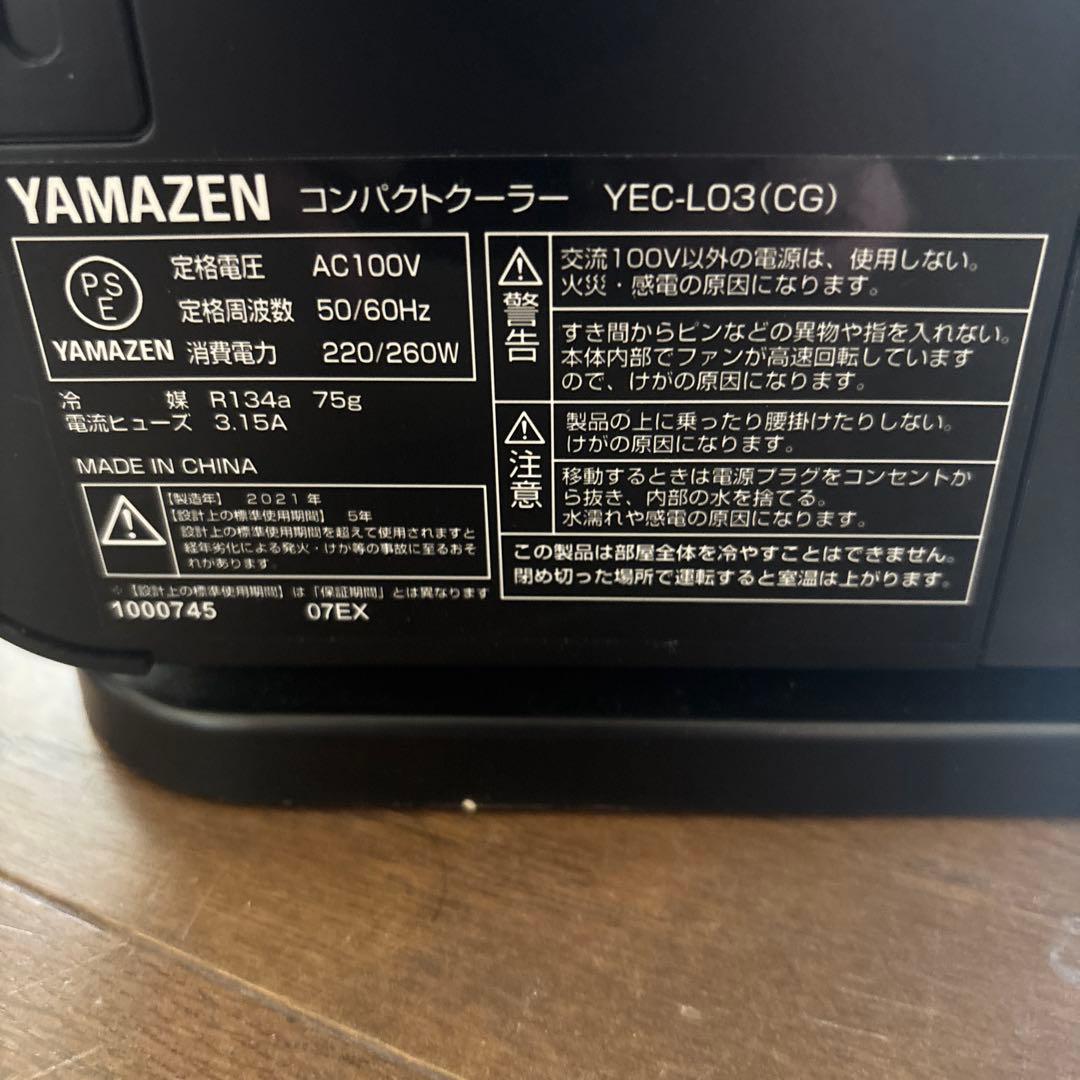 YAMAZEN コンパクトクーラー YEC-L03(CG)
PSE
YAMAZEN
定格電圧 AC100V
定格周波数 50/60Hz
消費電力 220/260W
冷 媒 R134a 75g
電流ヒューズ 3.15A
MADE IN CHINA
【製造年】 2021年
【設計上の標準使用期間】 5年
設計上の標準使用期間を超えて使用されますと
経年劣化による発火・けが等の事故に至るおそ
れがあります。
※【設計上の標準使用期間】は「保証期間」とは異なります
1000745 07EX
警告
交流100V以外の電源は、使用しない。
火災・感電の原因になります。
すき間からピンなどの異物や指を入れない。
本体内部でファンが高速回転しています
ので、けがの原因になります。
注意
製品の上に乗ったり腰掛けたりしない。
けがの原因になります。
移動するときは電源プラグをコンセントか
ら抜き、内部の水を捨てる。
水濡れや感電の原因になります。
この製品は部屋全体を冷やすことはできません。
閉め切った場所で運転すると室温は上がります。